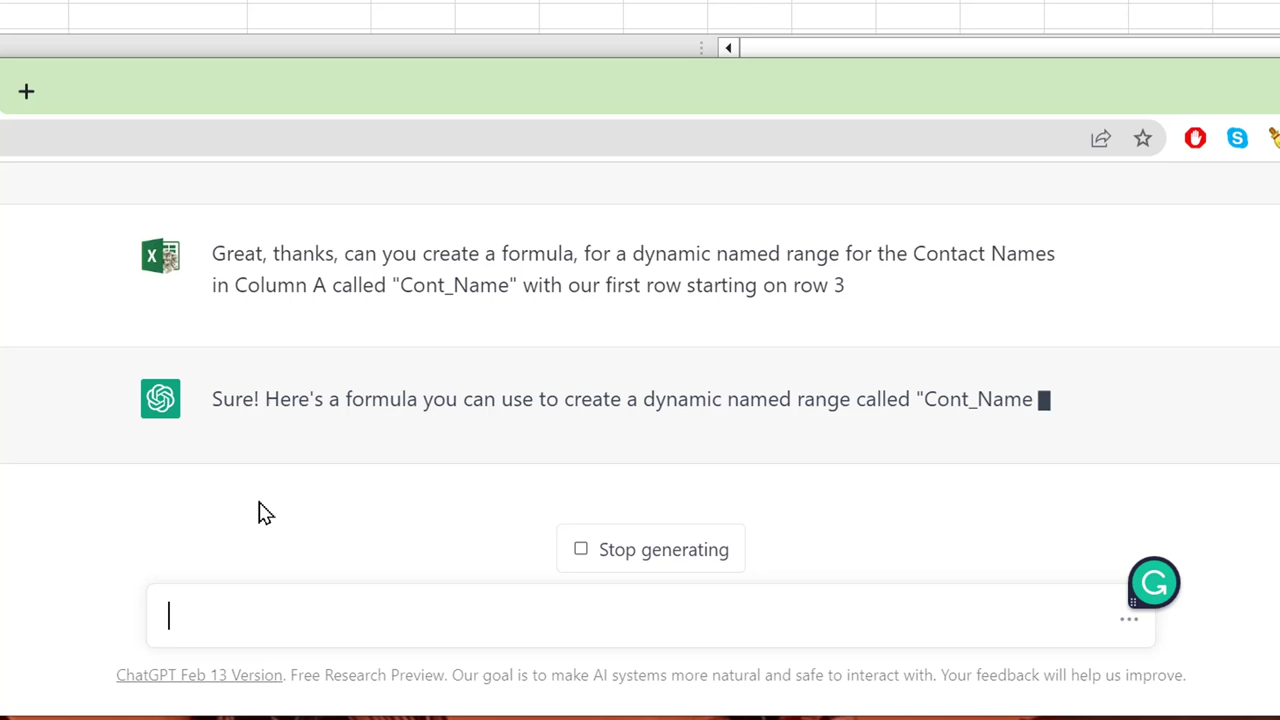 +
X
S
Great, thanks, can you create a formula, for a dynamic named range for the Contact Names
in Column A called "Cont_Name" with our first row starting on row 3
Sure! Here's a formula you can use to create a dynamic named range called "Cont_Name
Stop generating
G
ChatGPT Feb 13 Version. Free Research Preview. Our goal is to make AI systems more natural and safe to interact with. Your feedback will help us improve.